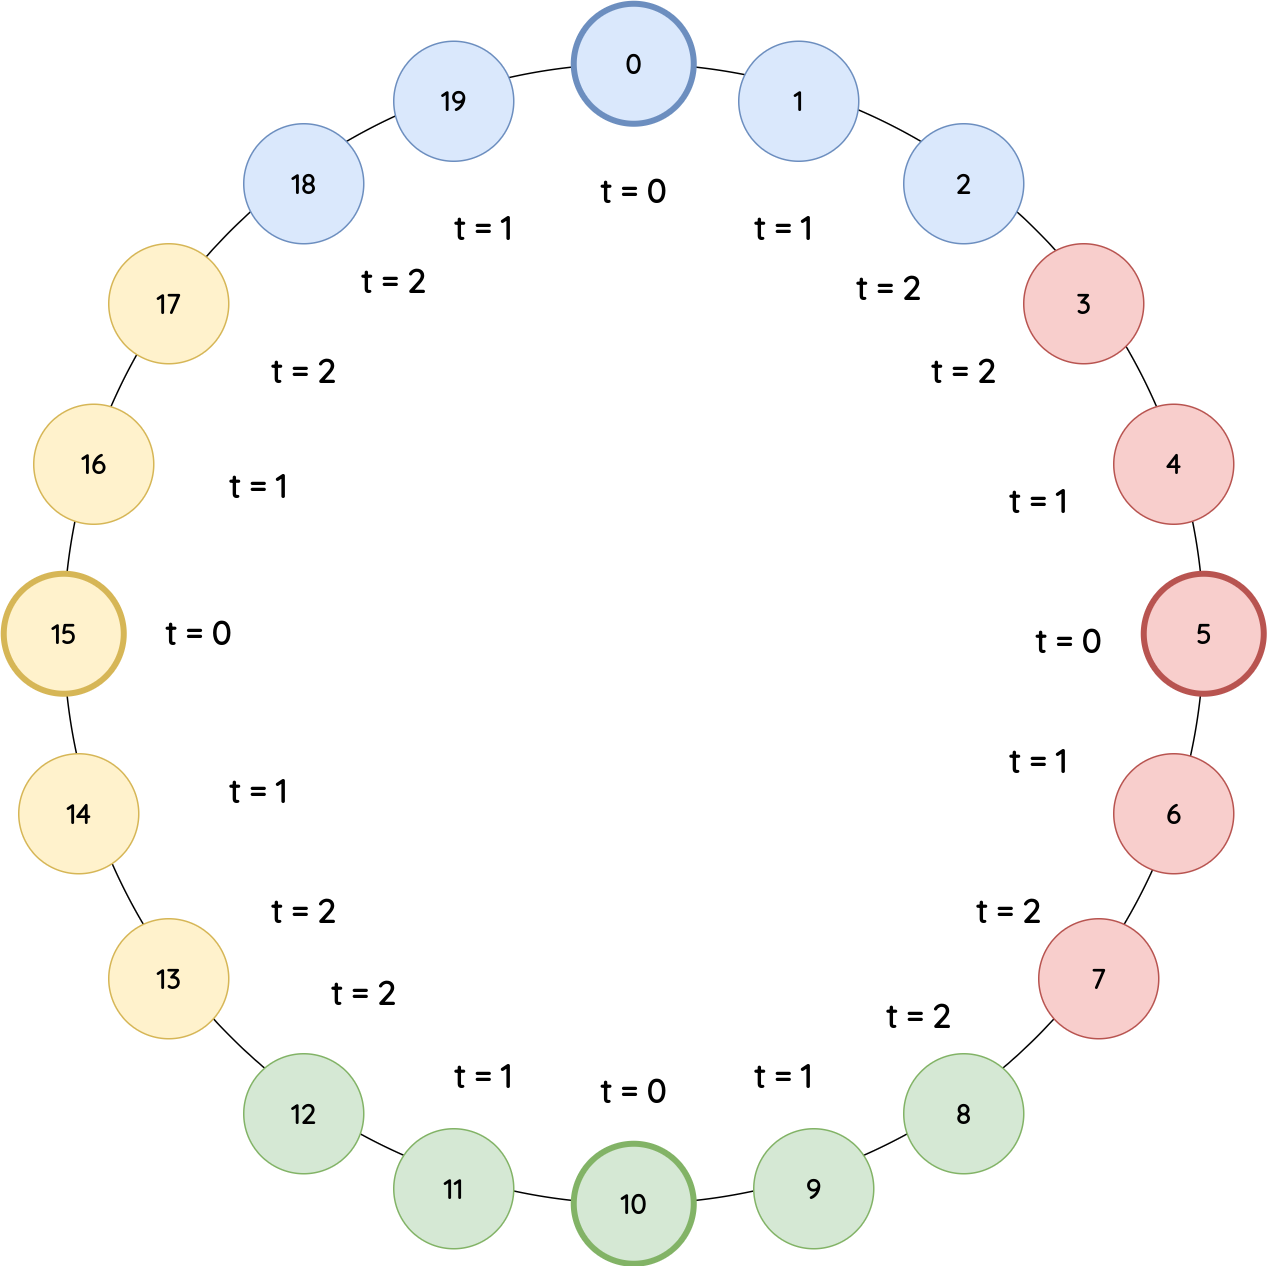 0
19
1
18
2
t = 0
t = 1
t = 1
t = 2
t = 2
17
3
t = 2
t = 2
16
4
t = 1
t = 1
15
t = 0
t = 0
5
t = 1
t = 1
14
6
t = 2
t = 2
13
7
t = 2
t = 2
t = 1
t = 0
t = 1
12
8
11
10
9